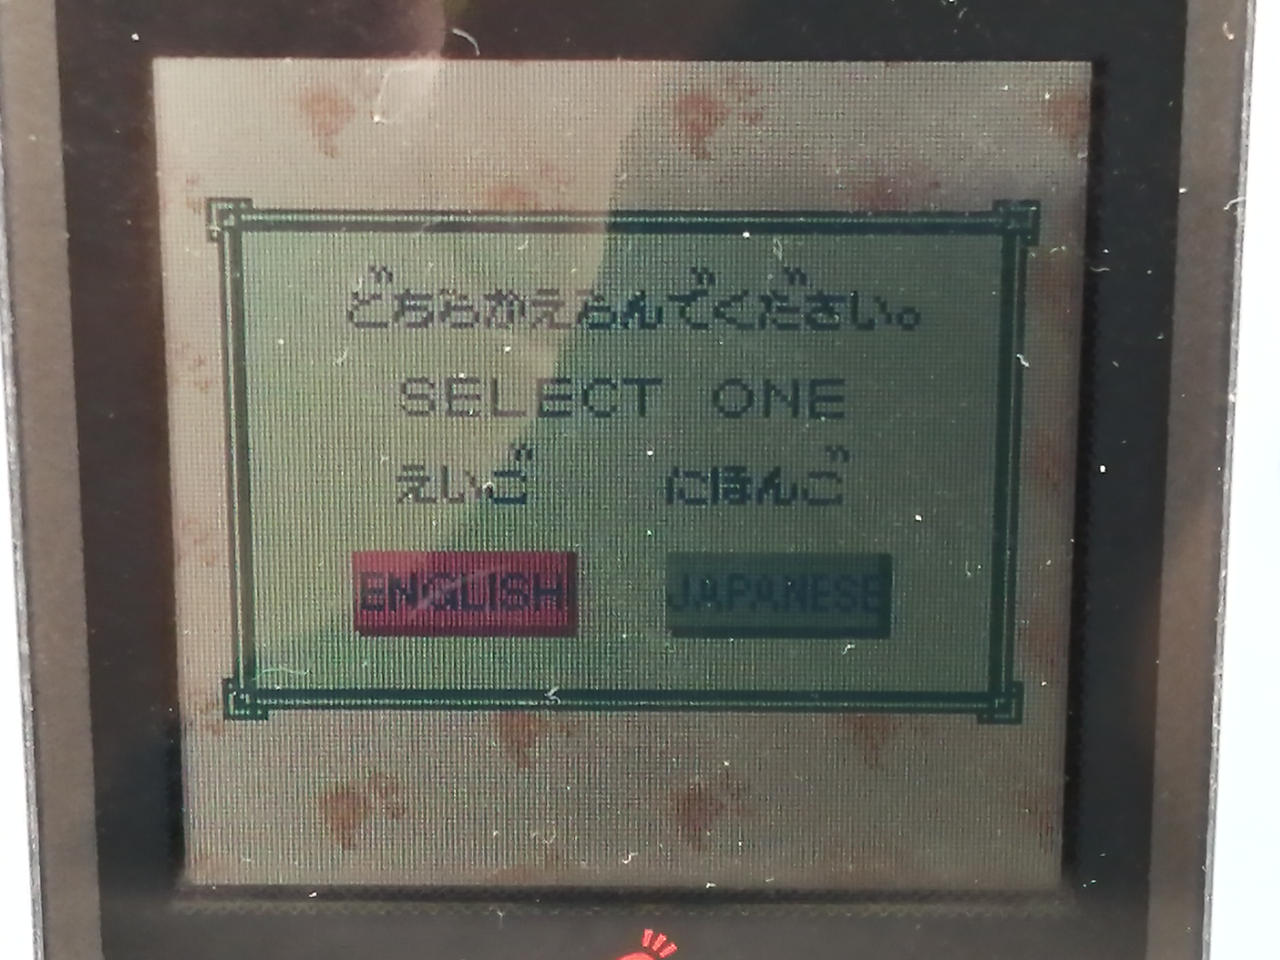 どちらかえらんでください。
SELECT ONE
えいご にほんご
ENGLISH JAPANESE